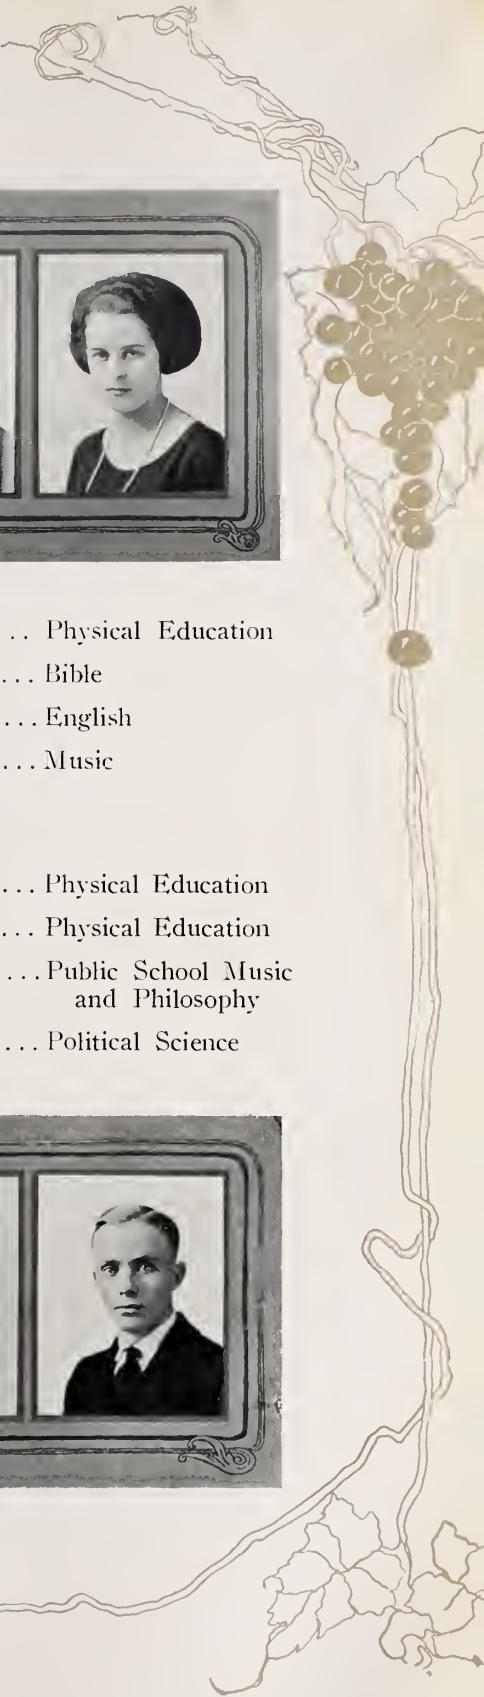 .. Physical Education
... Bible
... English
... Music
... Physical Education
... Physical Education
... Public School Music
and Philosophy
... Political Science